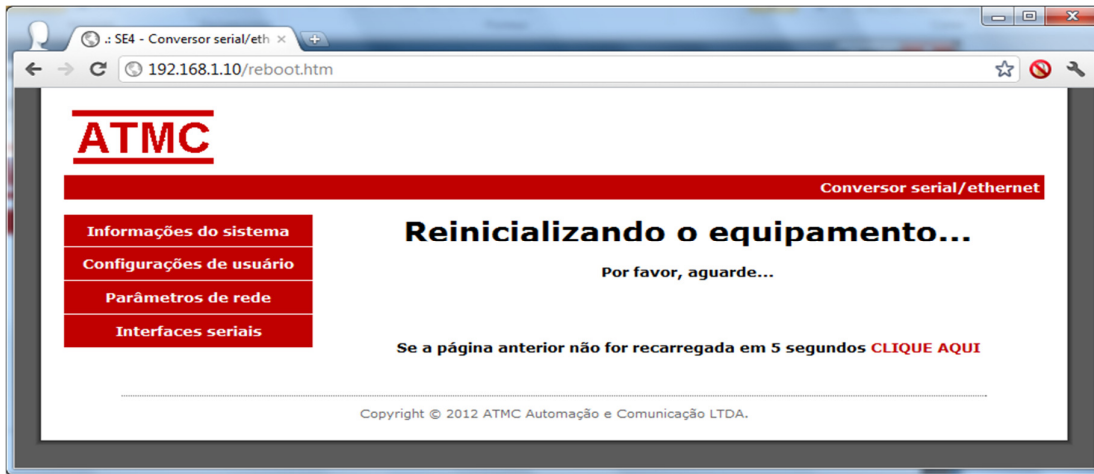 .: SE4 - Conversor serial/eth
192.168.1.10/reboot.htm
ATMC
Conversor serial/ethernet
Informações do sistema
Configurações de usuário
Parâmetros de rede
Interfaces seriais
Reinicializando o equipamento...
Por favor, aguarde...
Se a página anterior não for recarregada em 5 segundos CLIQUE AQUI
Copyright © 2012 ATMC Automação e Comunicação LTDA.